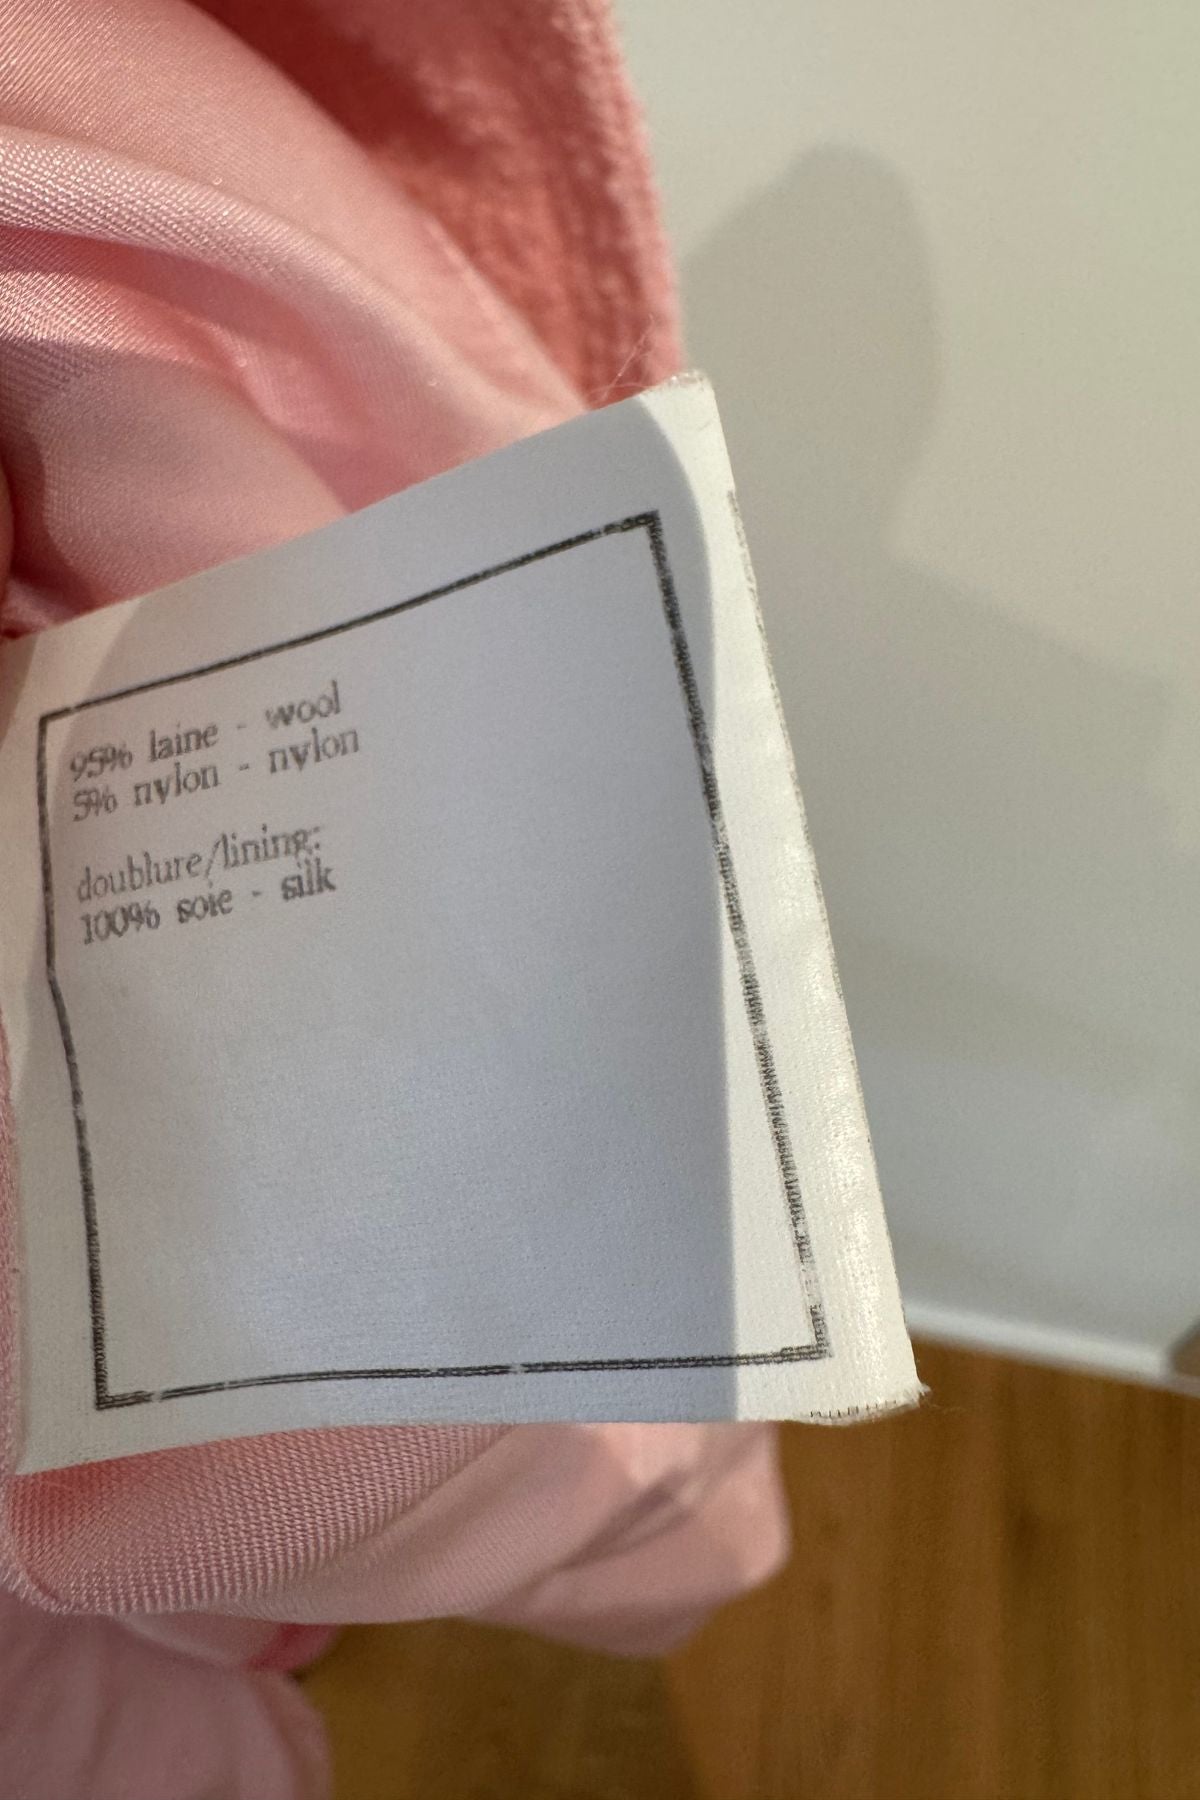 95% laine - wool
5% nylon - nylon
doublure/lining:
100% soie - silk